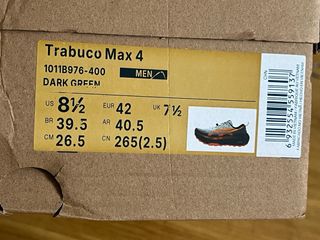 Trabuco Max 4
1011B976-400
MEN
DARK GREEN
US 8½ EUR 42 UK 7½
BR 39.5 AR 40.5
CM 26.5 CN 265(2.5)
6932554559137